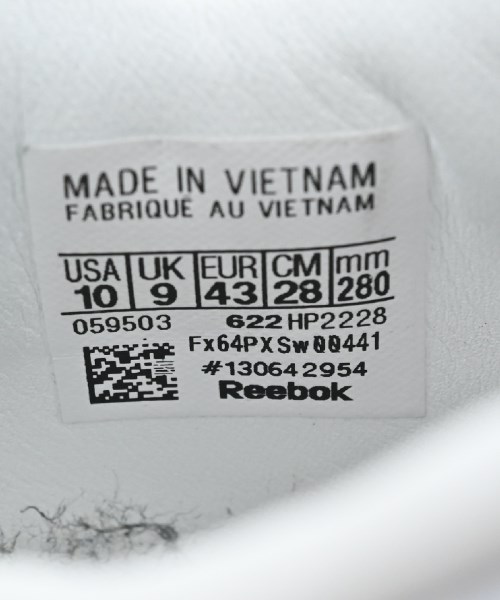 MADE IN VIETNAM
FABRIQUÉ AU VIETNAM
USA UK EUR CM mm
10 9 43 28 280
059503 622 HP2228
Fx64PXSw00441
#130642954
Reebok